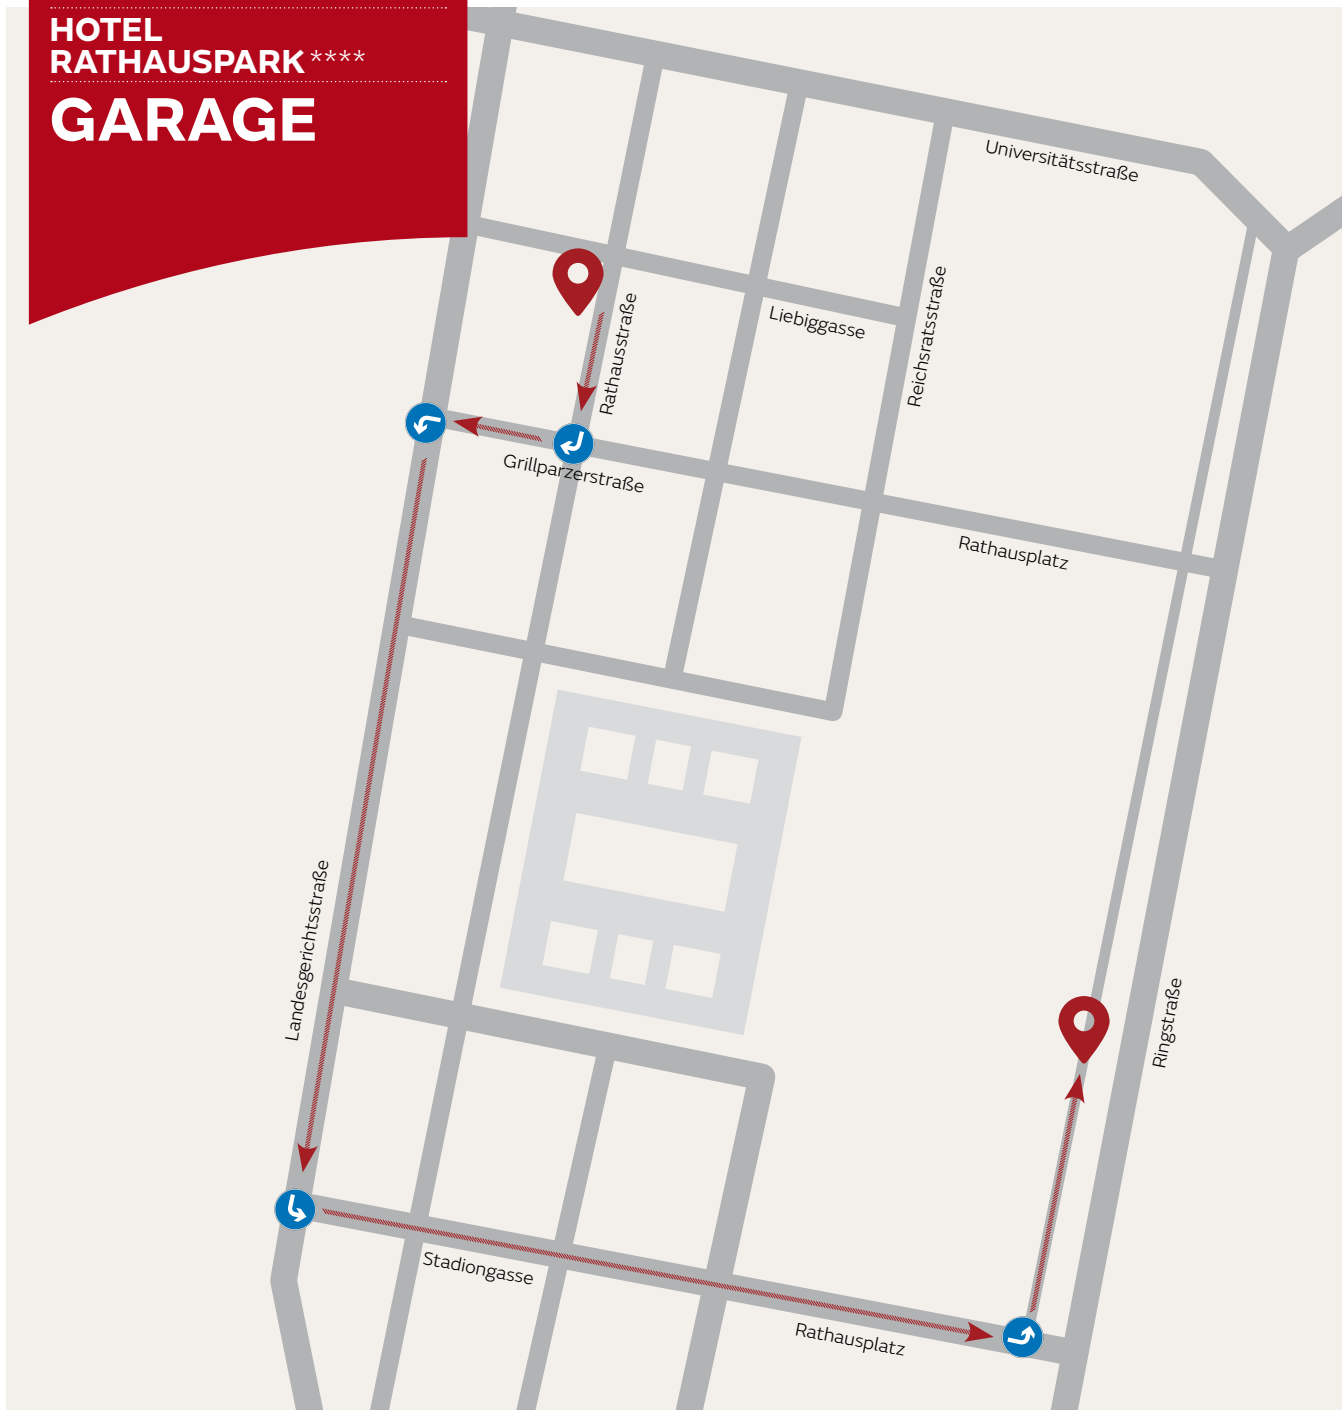 HOTEL
RATHAUSPARK ****
GARAGE
Universitätsstraße
Liebiggasse
Reichsratsstraße
Rathausstraße
Grillparzerstraße
Rathausplatz
Landesgerichtsstraße
Ringstraße
Stadiongasse
Rathausplatz